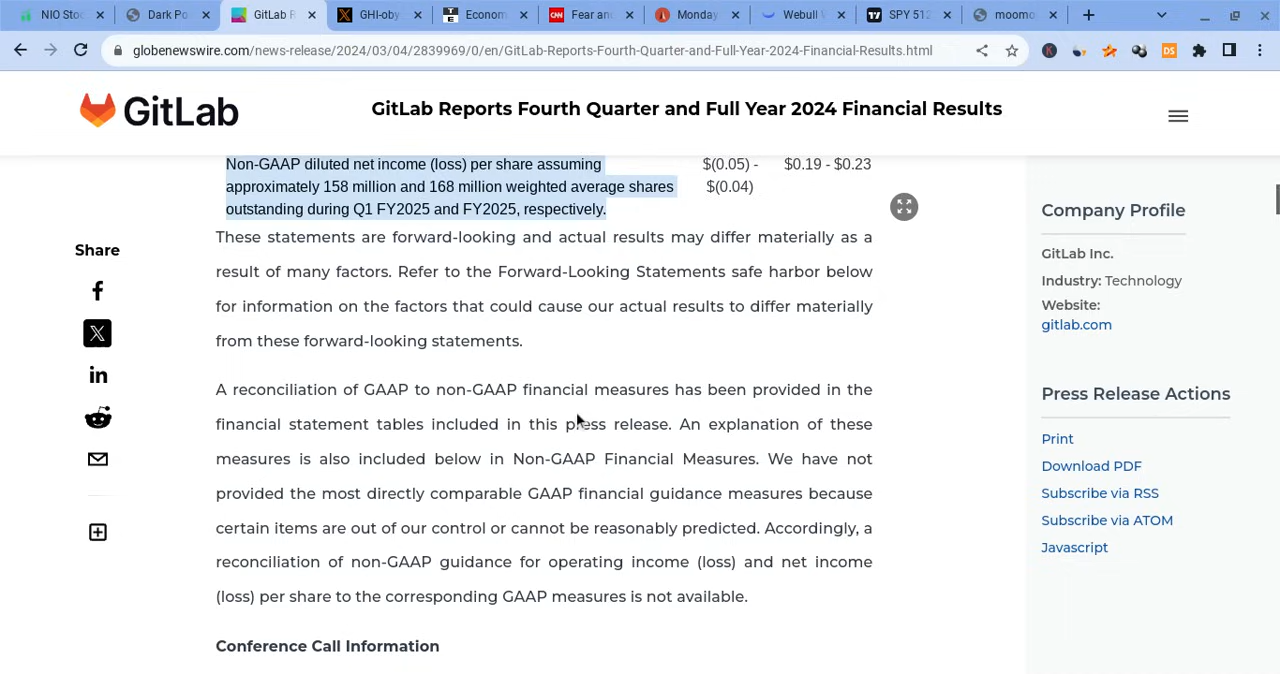 NIO Stoc
Dark Po
GitLab R
GHI-oby
Econom
Fear an
Monday
Webull
SPY 512
moomo
globenewswire.com/news-release/2024/03/04/2839969/0/en/GitLab-Reports-Fourth-Quarter-and-Full-Year-2024-Financial-Results.html
GitLab
GitLab Reports Fourth Quarter and Full Year 2024 Financial Results
Non-GAAP diluted net income (loss) per share assuming
approximately 158 million and 168 million weighted average shares
outstanding during Q1 FY2025 and FY2025, respectively.
$(0.05) -
$(0.04)
$0.19 - $0.23
These statements are forward-looking and actual results may differ materially as a
result of many factors. Refer to the Forward-Looking Statements safe harbor below
for information on the factors that could cause our actual results to differ materially
from these forward-looking statements.
A reconciliation of GAAP to non-GAAP financial measures has been provided in the
financial statement tables included in this press release. An explanation of these
measures is also included below in Non-GAAP Financial Measures. We have not
provided the most directly comparable GAAP financial guidance measures because
certain items are out of our control or cannot be reasonably predicted. Accordingly, a
reconciliation of non-GAAP guidance for operating income (loss) and net income
(loss) per share to the corresponding GAAP measures is not available.
Conference Call Information
Share
Company Profile
GitLab Inc.
Industry: Technology
Website:
gitlab.com
Press Release Actions
Print
Download PDF
Subscribe via RSS
Subscribe via ATOM
Javascript